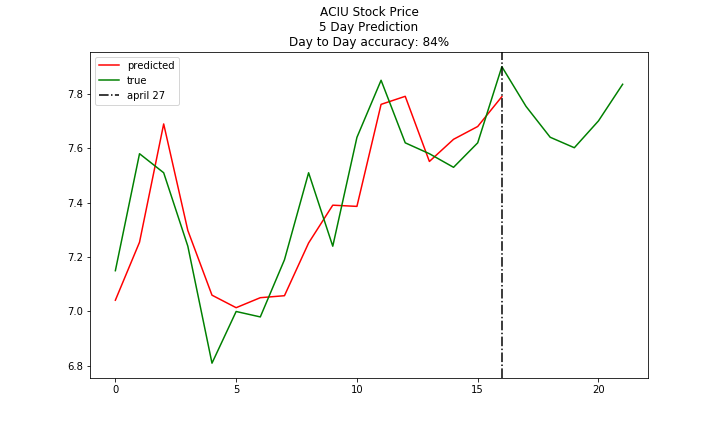 ACIU Stock Price
5 Day Prediction
Day to Day accuracy: 84%
predicted
true
april 27
7.8
7.6
7.4
7.2
7.0
6.8
0 5 10 15 20